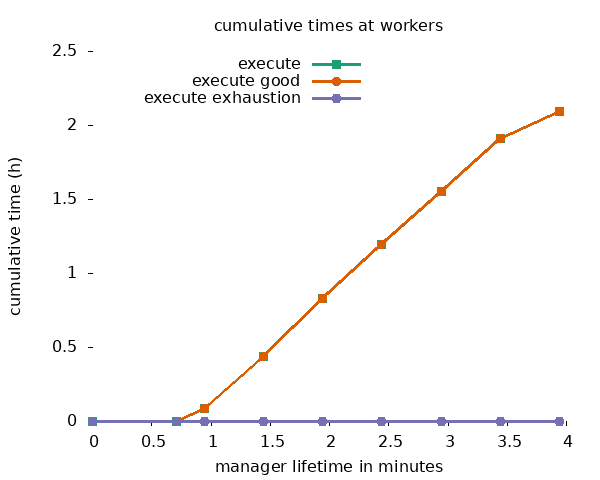 cumulative times at workers
2.5
execute
execute good
execute exhaustion
2
1.5
1
0.5
0
cumulative time (h)
0 0.5 1 1.5 2 2.5 3 3.5 4
manager lifetime in minutes